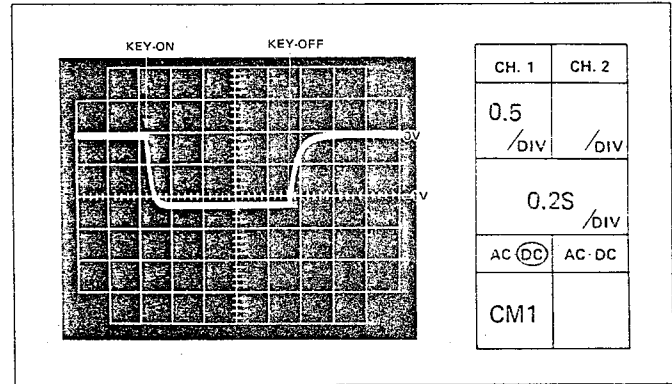 KEY-ON KEY-OFF
CH. 1 CH. 2
0V
0.5
/DIV /DIV
V
0.2S
/DIV
AC DC AC·DC
CM1